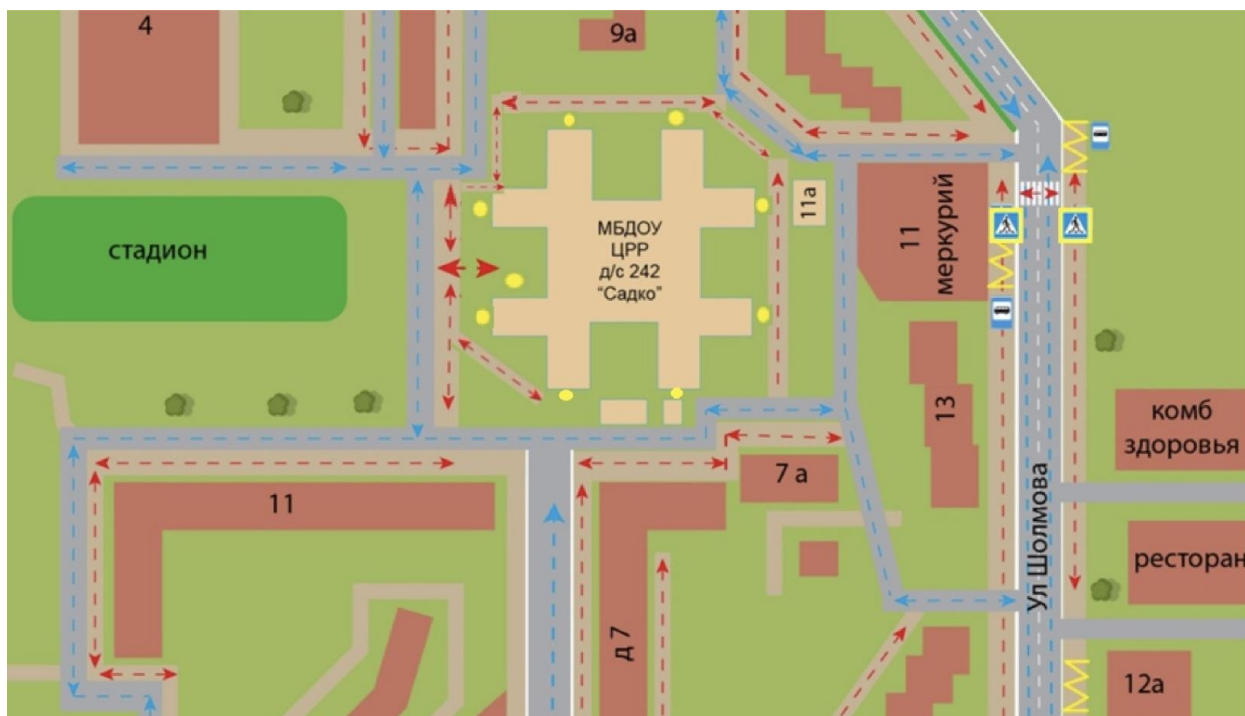 4
9а
стадион
МБДОУ
ЦРР
д/с 242
"Садко"
11а
11
меркурий
13
комб
здоровья
7 а
11
Ул Шолмова
ресторан
д 7
12а